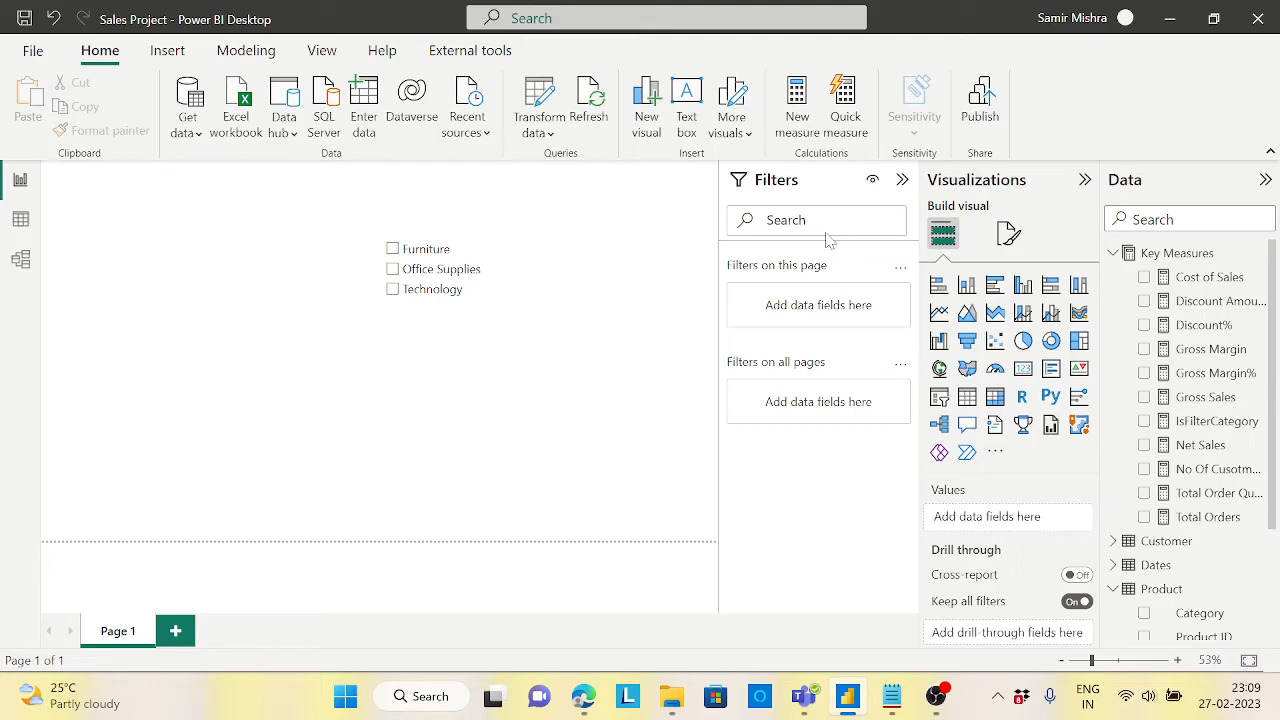 Sales Project - Power BI Desktop
Search
Samir Mishra
File
Home
Insert
Modeling
View
Help
External tools
Paste
Cut
Copy
Format painter
Clipboard
Get data
Excel workbook
Data hub
SQL Server
Enter data
Dataverse
Recent sources
Data
Transform data
Refresh
Queries
New visual
Text box
More visuals
Insert
New measure
Quick measure
Calculations
Sensitivity
Sensitivity
Publish
Share
Furniture
Office Supplies
Technology
Filters
Search
Filters on this page
...
Add data fields here
Filters on all pages
...
Add data fields here
Visualizations
Build visual
R
Py
123
...
Values
Add data fields here
Drill through
Cross-report
Off
Keep all filters
On
Add drill-through fields here
Data
Search
Key Measures
Cost of Sales
Discount Amou...
Discount%
Gross Margin
Gross Margin%
Gross Sales
IsFilterCategory
Net Sales
No Of Cusotm...
Total Order Qu...
Total Orders
Customer
Dates
Product
Category
Product ID
Page 1
Page 1 of 1
- + 53%
25°C
Partly cloudy
Search
ENG
IN
23:09
27-02-2023